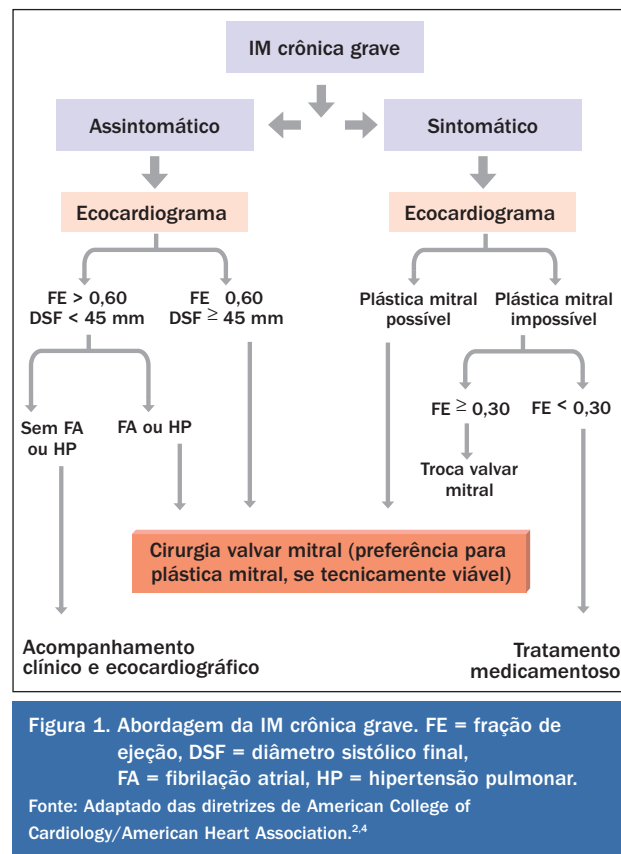 IM crônica grave
Assintomático
Sintomático
Ecocardiograma
Ecocardiograma
FE > 0,60
DSF < 45 mm
FE 0,60
DSF ≥ 45 mm
Plástica mitral
possível
Plástica mitral
impossível
Sem FA
ou HP
FA ou HP
FE ≥ 0,30
FE < 0,30
Troca valvar
mitral
Cirurgia valvar mitral (preferência para
plástica mitral, se tecnicamente viável)
Acompanhamento
clínico e ecocardiográfico
Tratamento
medicamentoso
Figura 1. Abordagem da IM crônica grave. FE = fração de
ejeção, DSF = diâmetro sistólico final,
FA = fibrilação atrial, HP = hipertensão pulmonar.
Fonte: Adaptado das diretrizes de American College of
Cardiology/American Heart Association.2,4